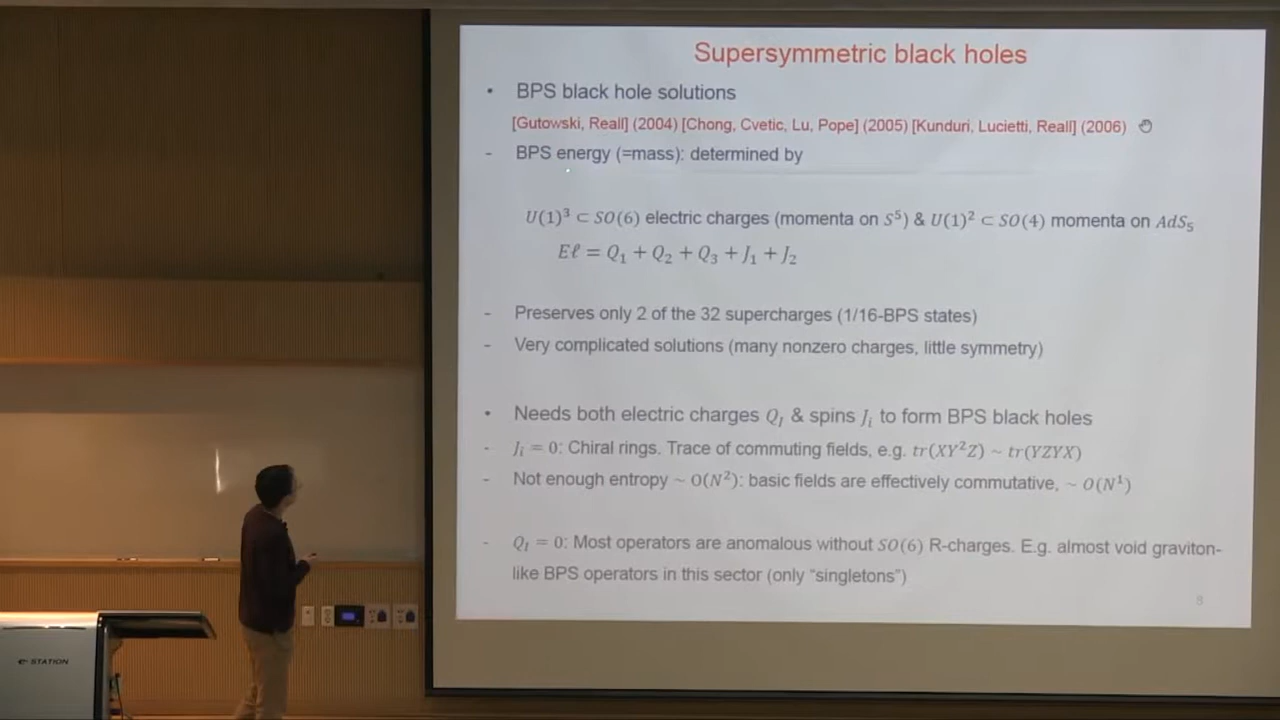 Supersymmetric black holes
• BPS black hole solutions
[Gutowski, Reall] (2004) [Chong, Cvetic, Lu, Pope] (2005) [Kunduri, Lucietti, Reall] (2006)
- BPS energy (=mass): determined by
U(1)³ ⊂ SO(6) electric charges (momenta on S⁵) & U(1)² ⊂ SO(4) momenta on AdS₅
Eℓ = Q₁ + Q₂ + Q₃ + J₁ + J₂
- Preserves only 2 of the 32 supercharges (1/16-BPS states)
- Very complicated solutions (many nonzero charges, little symmetry)
• Needs both electric charges Q_I & spins J_i to form BPS black holes
- J_i = 0: Chiral rings. Trace of commuting fields, e.g. tr(XY²Z) ~ tr(YZYX)
- Not enough entropy ~ O(N²): basic fields are effectively commutative, ~ O(N¹)
- Q_I = 0: Most operators are anomalous without SO(6) R-charges. E.g. almost void graviton-
like BPS operators in this sector (only “singletons”)
8
e-STATION